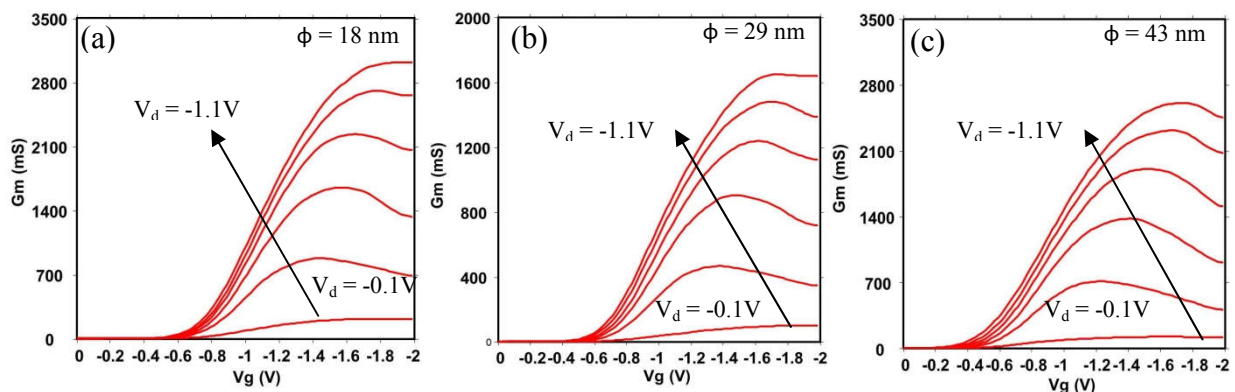 (a)
ϕ = 18 nm
V_d = -1.1V
V_d = -0.1V
Gm (mS)
3500
2800
2100
1400
700
0
0 -0.2 -0.4 -0.6 -0.8 -1 -1.2 -1.4 -1.6 -1.8 -2
Vg (V)
(b)
ϕ = 29 nm
V_d = -1.1V
V_d = -0.1V
Gm (mS)
2000
1600
1200
800
400
0
0 -0.2 -0.4 -0.6 -0.8 -1 -1.2 -1.4 -1.6 -1.8 -2
Vg (V)
(c)
ϕ = 43 nm
V_d = -1.1V
V_d = -0.1V
Gm (mS)
3500
2800
2100
1400
700
0
0 -0.2 -0.4 -0.6 -0.8 -1 -1.2 -1.4 -1.6 -1.8 -2
Vg (V)